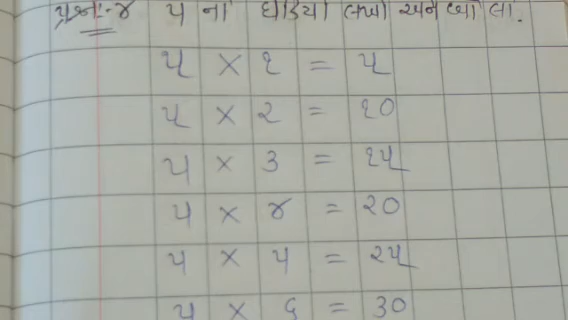 પ્રશ્ન:-૪ ૫ નો ઘડિયો લખો અને બોલો.
૫ × ૧ = ૫
૫ × ૨ = ૧૦
૫ × ૩ = ૧૫
૫ × ૪ = ૨૦
૫ × ૫ = ૨૫
૫ × ૬ = ૩૦